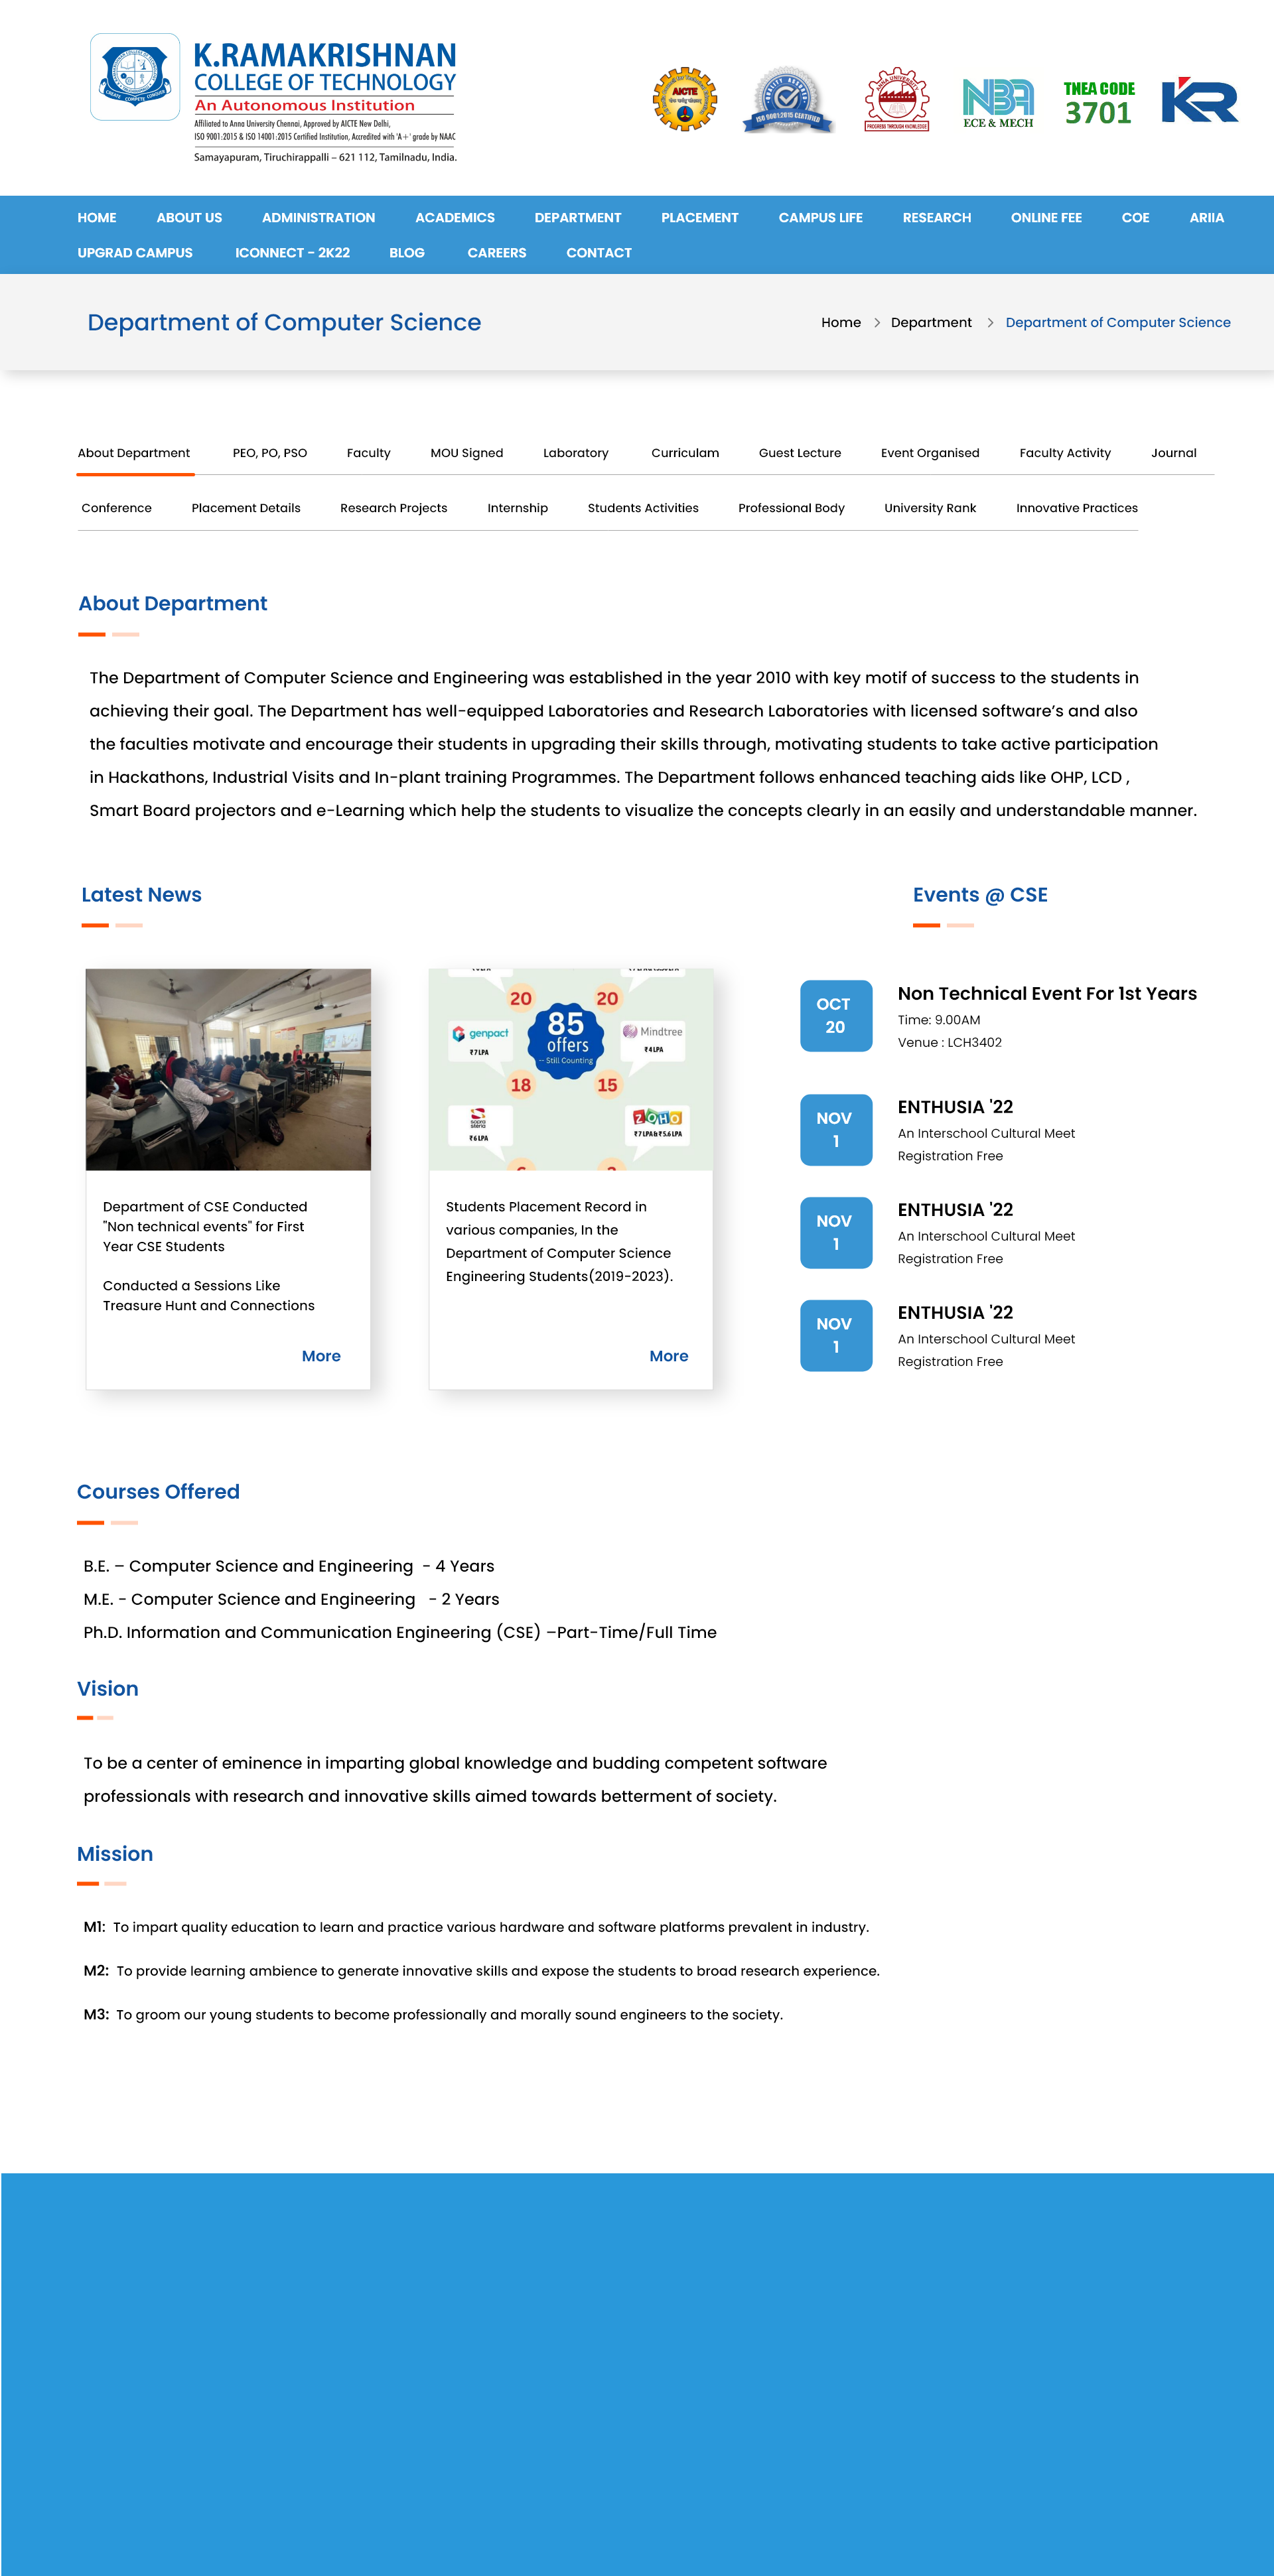 K.RAMAKRISHNAN
COLLEGE OF TECHNOLOGY
An Autonomous Institution
Affiliated to Anna University Chennai, Approved by AICTE New Delhi,
ISO 9001:2015 & ISO 14001:2015 Certified Institution, Accredited with 'A+' grade by NAAC
Samayapuram, Tiruchirappalli – 621 112, Tamilnadu, India.
AICTE
QUALITY ASSURANCE
ISO 9001:2015 CERTIFIED
PROGRESS THROUGH KNOWLEDGE
NBA
ECE & MECH
TNEA CODE
3701
KR
HOME ABOUT US ADMINISTRATION ACADEMICS DEPARTMENT PLACEMENT CAMPUS LIFE RESEARCH ONLINE FEE COE ARIIA
UPGRAD CAMPUS ICONNECT - 2K22 BLOG CAREERS CONTACT
Department of Computer Science
Home > Department > Department of Computer Science
About Department PEO, PO, PSO Faculty MOU Signed Laboratory Curriculam Guest Lecture Event Organised Faculty Activity Journal
Conference Placement Details Research Projects Internship Students Activities Professional Body University Rank Innovative Practices
About Department
The Department of Computer Science and Engineering was established in the year 2010 with key motif of success to the students in
achieving their goal. The Department has well-equipped Laboratories and Research Laboratories with licensed software's and also
the faculties motivate and encourage their students in upgrading their skills through, motivating students to take active participation
in Hackathons, Industrial Visits and In-plant training Programmes. The Department follows enhanced teaching aids like OHP, LCD ,
Smart Board projectors and e-Learning which help the students to visualize the concepts clearly in an easily and understandable manner.
Latest News
20 20
85
offers
— Still Counting
genpact
₹7LPA
Mindtree
₹4LPA
18 15
sopra steria
₹6LPA
ZOHO
₹7LPA&₹5.6LPA
Department of CSE Conducted
"Non technical events" for First
Year CSE Students
Conducted a Sessions Like
Treasure Hunt and Connections
More
Students Placement Record in
various companies, In the
Department of Computer Science
Engineering Students(2019-2023).
More
Events @ CSE
OCT
20
Non Technical Event For 1st Years
Time: 9.00AM
Venue : LCH3402
NOV
1
ENTHUSIA '22
An Interschool Cultural Meet
Registration Free
NOV
1
ENTHUSIA '22
An Interschool Cultural Meet
Registration Free
NOV
1
ENTHUSIA '22
An Interschool Cultural Meet
Registration Free
Courses Offered
B.E. – Computer Science and Engineering - 4 Years
M.E. - Computer Science and Engineering - 2 Years
Ph.D. Information and Communication Engineering (CSE) –Part-Time/Full Time
Vision
To be a center of eminence in imparting global knowledge and budding competent software
professionals with research and innovative skills aimed towards betterment of society.
Mission
M1: To impart quality education to learn and practice various hardware and software platforms prevalent in industry.
M2: To provide learning ambience to generate innovative skills and expose the students to broad research experience.
M3: To groom our young students to become professionally and morally sound engineers to the society.